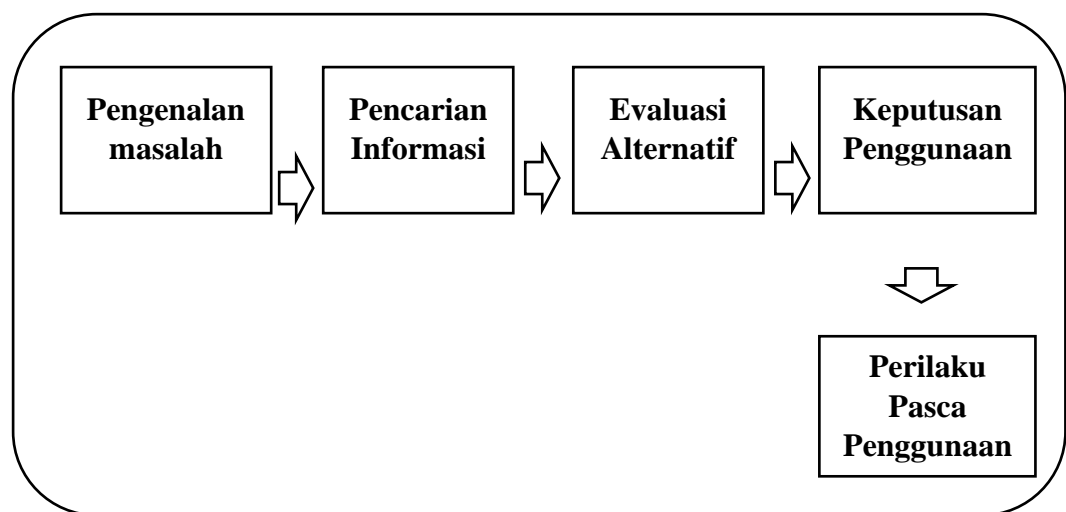 Pengenalan
masalah
Pencarian
Informasi
Evaluasi
Alternatif
Keputusan
Penggunaan
Perilaku
Pasca
Penggunaan